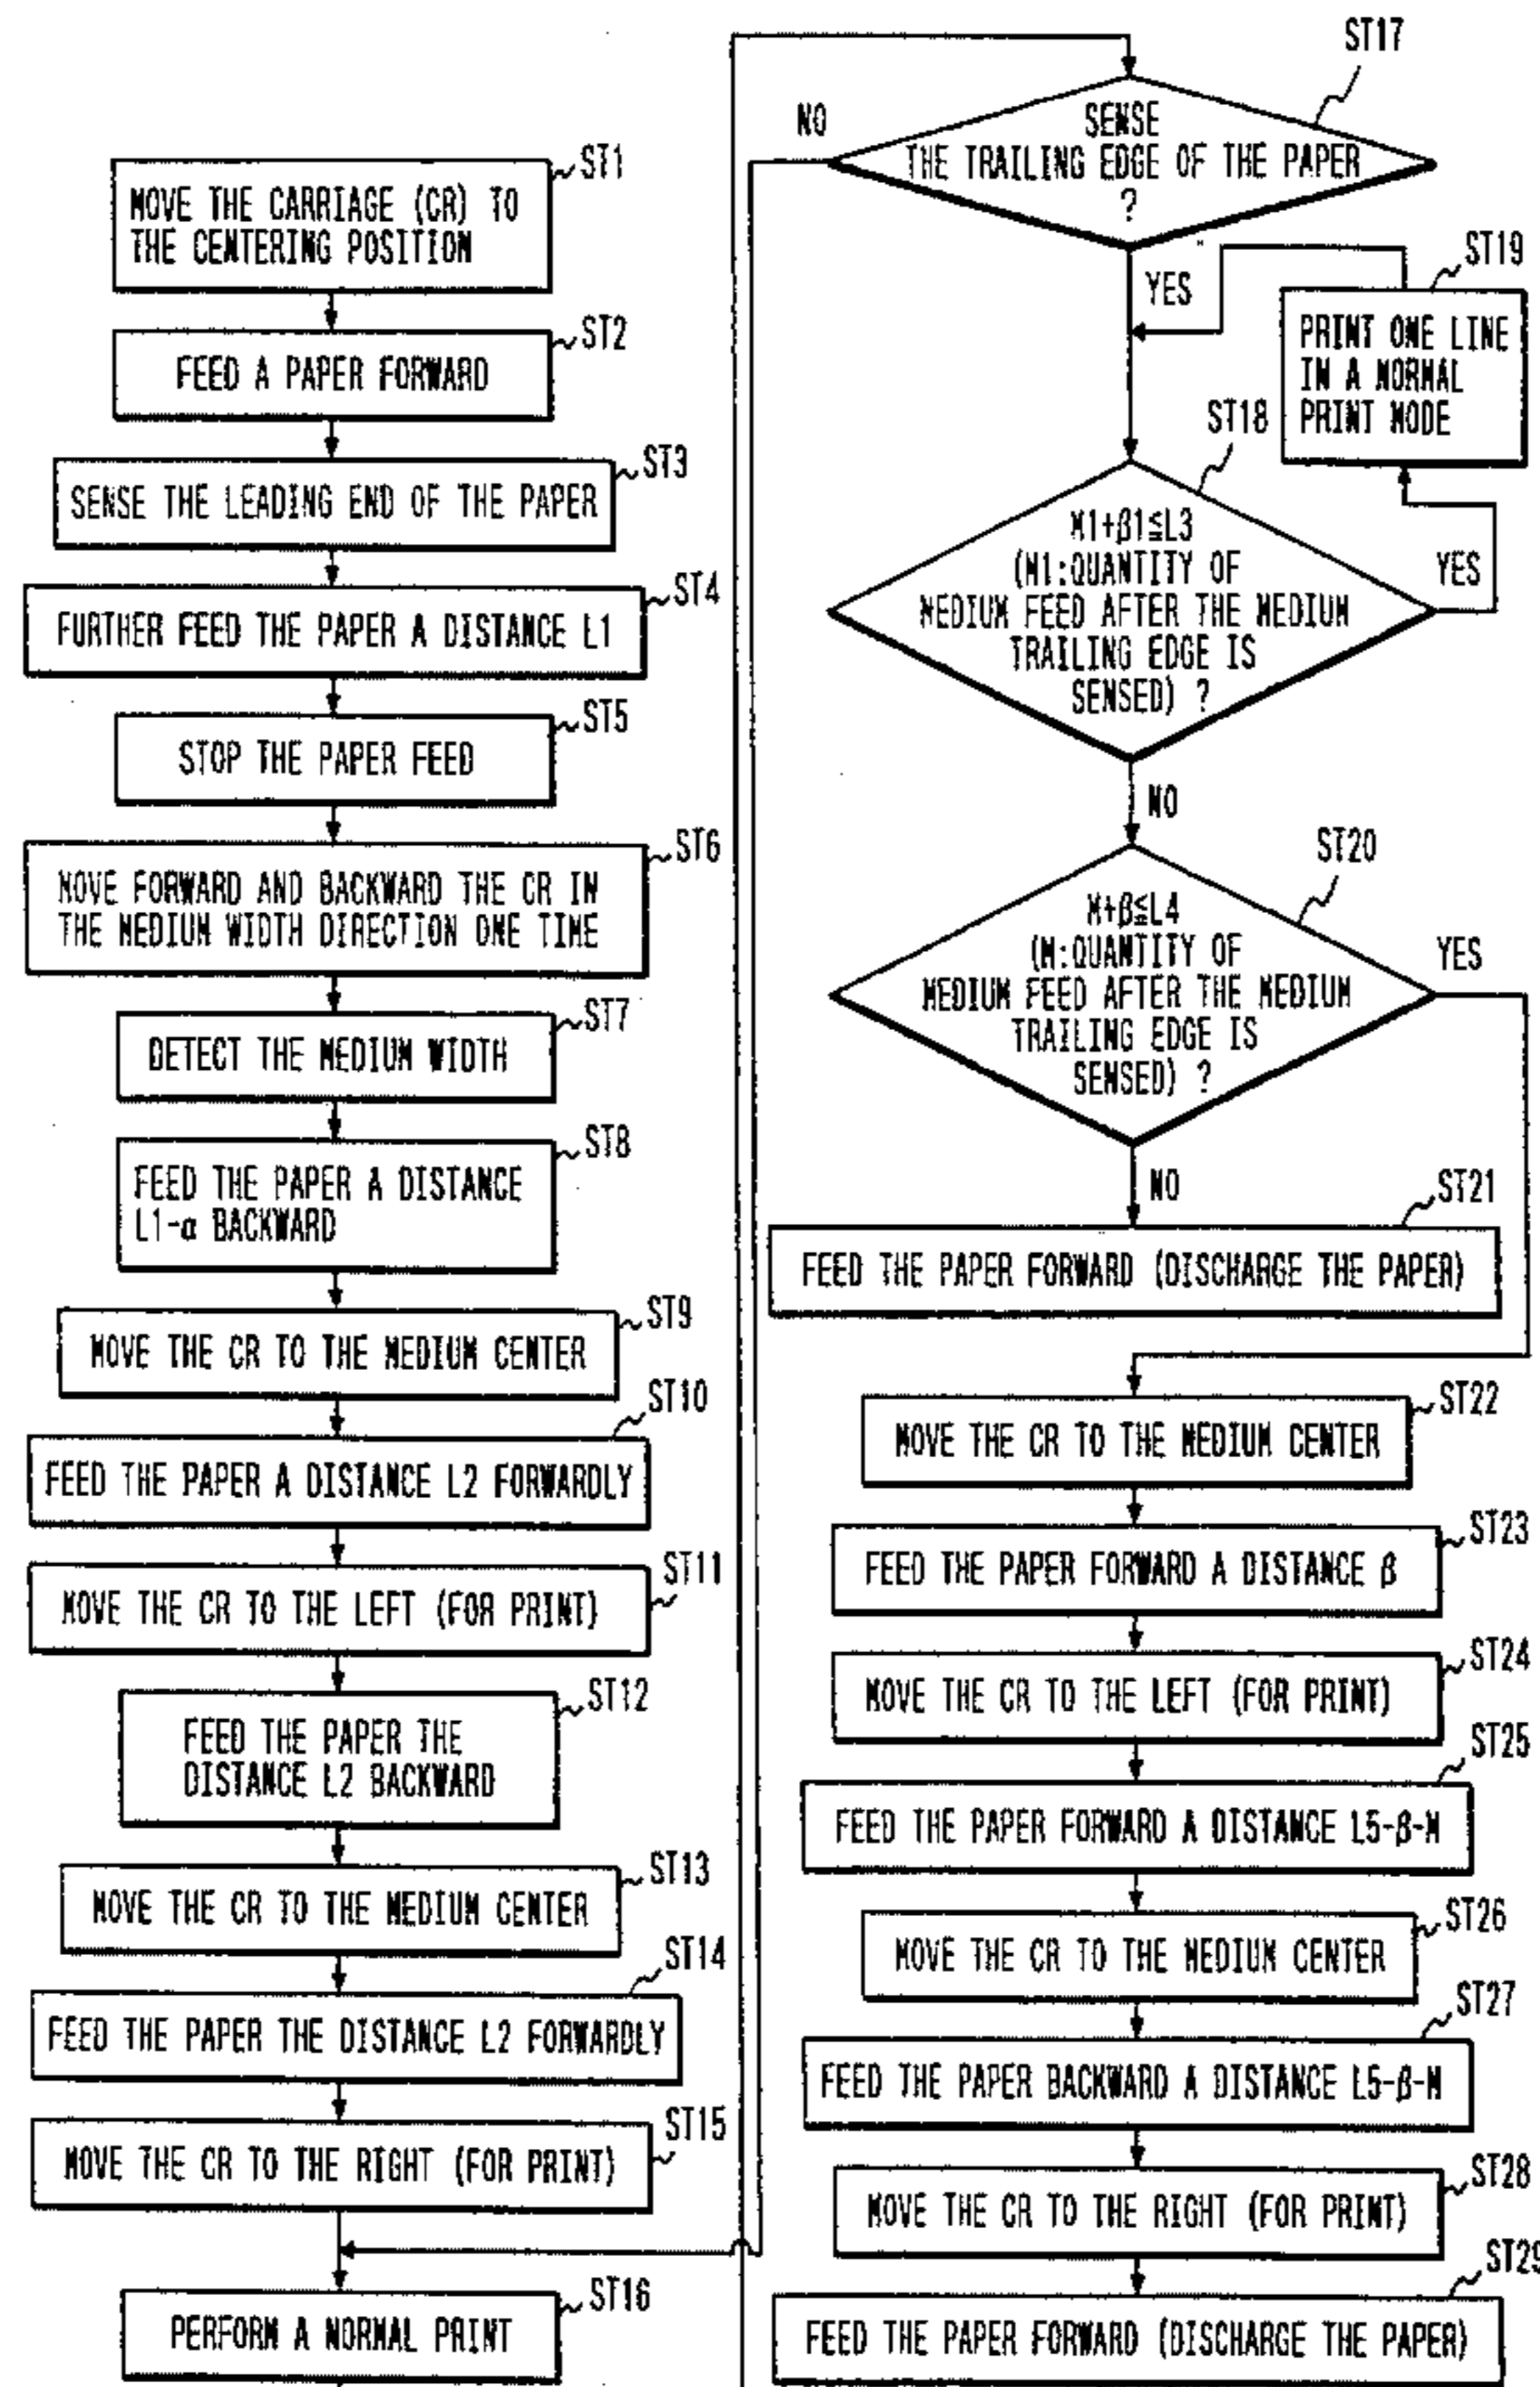 ST1
MOVE THE CARRIAGE (CR) TO
THE CENTERING POSITION
ST2
FEED A PAPER FORWARD
ST3
SENSE THE LEADING END OF THE PAPER
ST4
FURTHER FEED THE PAPER A DISTANCE L1
ST5
STOP THE PAPER FEED
ST6
MOVE FORWARD AND BACKWARD THE CR IN
THE MEDIUM WIDTH DIRECTION ONE TIME
ST7
DETECT THE MEDIUM WIDTH
ST8
FEED THE PAPER A DISTANCE
L1-α BACKWARD
ST9
MOVE THE CR TO THE MEDIUM CENTER
ST10
FEED THE PAPER A DISTANCE L2 FORWARDLY
ST11
MOVE THE CR TO THE LEFT (FOR PRINT)
ST12
FEED THE PAPER THE
DISTANCE L2 BACKWARD
ST13
MOVE THE CR TO THE MEDIUM CENTER
ST14
FEED THE PAPER THE DISTANCE L2 FORWARDLY
ST15
MOVE THE CR TO THE RIGHT (FOR PRINT)
ST16
PERFORM A NORMAL PRINT
ST17
NO
SENSE
THE TRAILING EDGE OF THE PAPER
?
YES
ST19
PRINT ONE LINE
IN A NORMAL
PRINT MODE
ST18
M1+β1≦L3
(M1:QUANTITY OF
MEDIUM FEED AFTER THE MEDIUM
TRAILING EDGE IS
SENSED) ?
YES
NO
ST20
M+β≦L4
(M:QUANTITY OF
MEDIUM FEED AFTER THE MEDIUM
TRAILING EDGE IS
SENSED) ?
YES
NO
ST21
FEED THE PAPER FORWARD (DISCHARGE THE PAPER)
ST22
MOVE THE CR TO THE MEDIUM CENTER
ST23
FEED THE PAPER FORWARD A DISTANCE β
ST24
MOVE THE CR TO THE LEFT (FOR PRINT)
ST25
FEED THE PAPER FORWARD A DISTANCE L5-β-M
ST26
MOVE THE CR TO THE MEDIUM CENTER
ST27
FEED THE PAPER BACKWARD A DISTANCE L5-β-M
ST28
MOVE THE CR TO THE RIGHT (FOR PRINT)
ST29
FEED THE PAPER FORWARD (DISCHARGE THE PAPER)